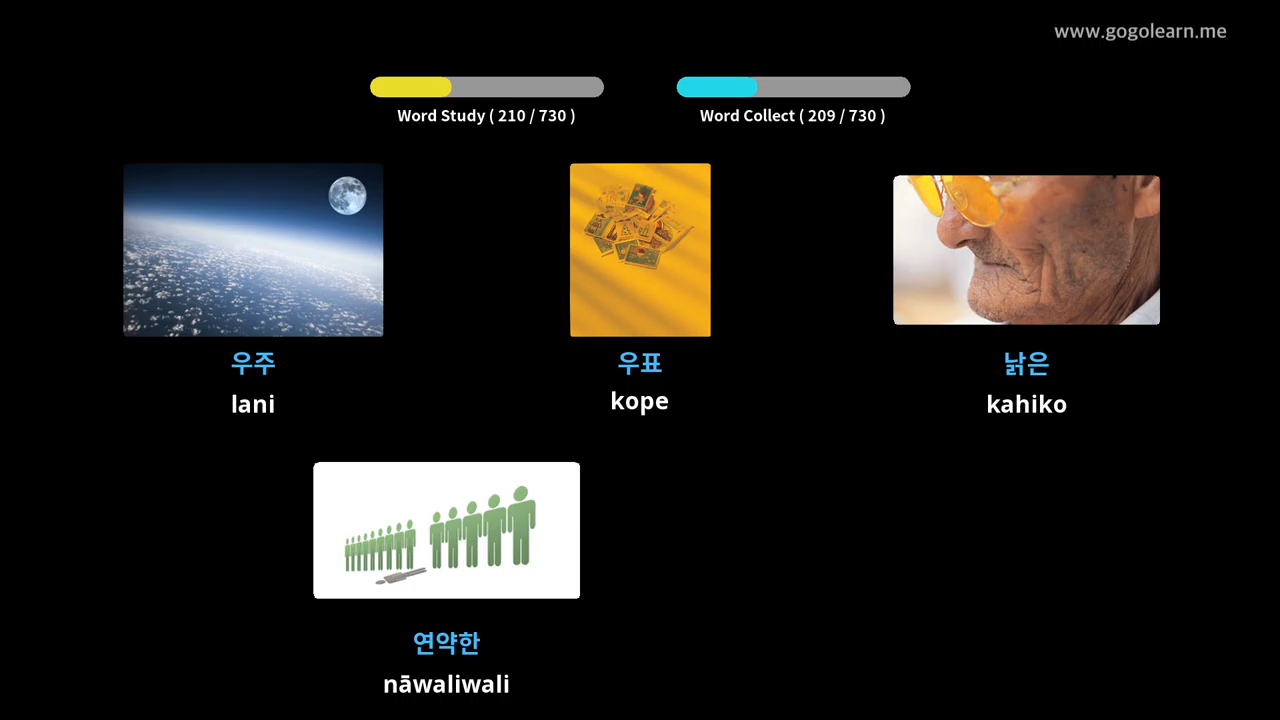 www.gogolearn.me
Word Study ( 210 / 730 )
Word Collect ( 209 / 730 )
우주
lani
우표
kope
낡은
kahiko
연약한
nāwaliwali